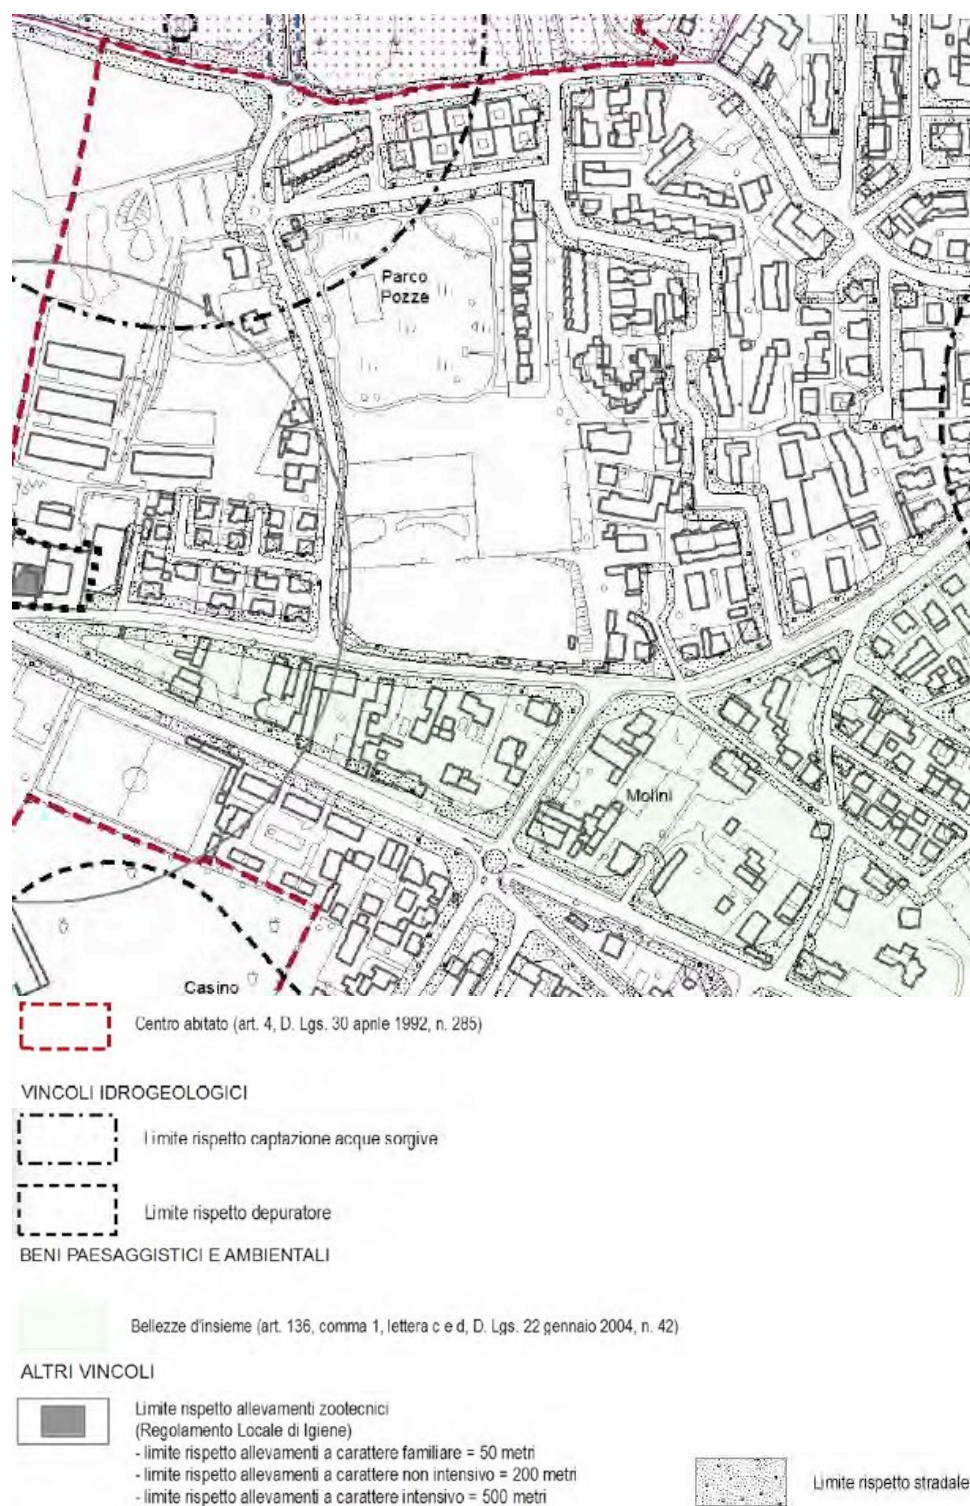 Parco
Pozze
Molini
Casino
Centro abitato (art. 4, D. Lgs. 30 aprile 1992, n. 285)
VINCOLI IDROGEOLOGICI
Limite rispetto captazione acque sorgive
Limite rispetto depuratore
BENI PAESAGGISTICI E AMBIENTALI
Bellezze d'insieme (art. 136, comma 1, lettera c e d, D. Lgs. 22 gennaio 2004, n. 42)
ALTRI VINCOLI
Limite rispetto allevamenti zootecnici
(Regolamento Locale di Igiene)
- limite rispetto allevamenti a carattere familiare = 50 metri
- limite rispetto allevamenti a carattere non intensivo = 200 metri
- limite rispetto allevamenti a carattere intensivo = 500 metri
Limite rispetto stradale